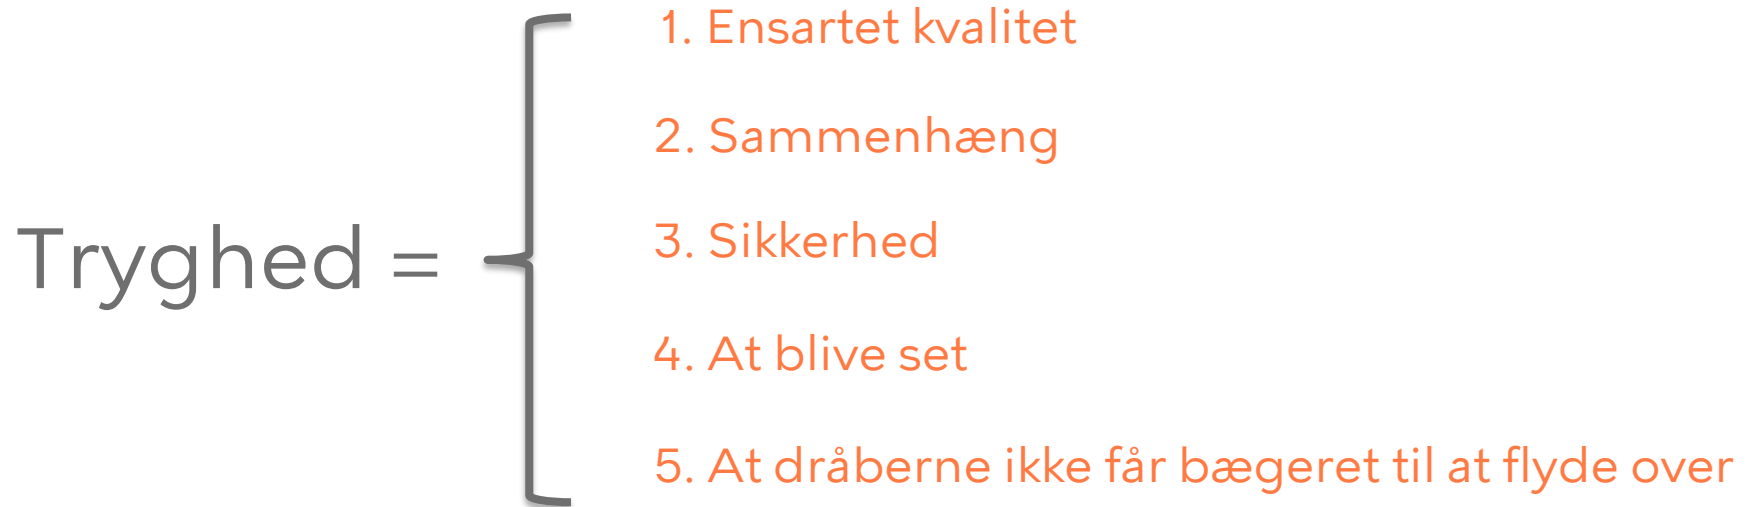 Tryghed =
1. Ensartet kvalitet
2. Sammenhæng
3. Sikkerhed
4. At blive set
5. At dråberne ikke får bægeret til at flyde over